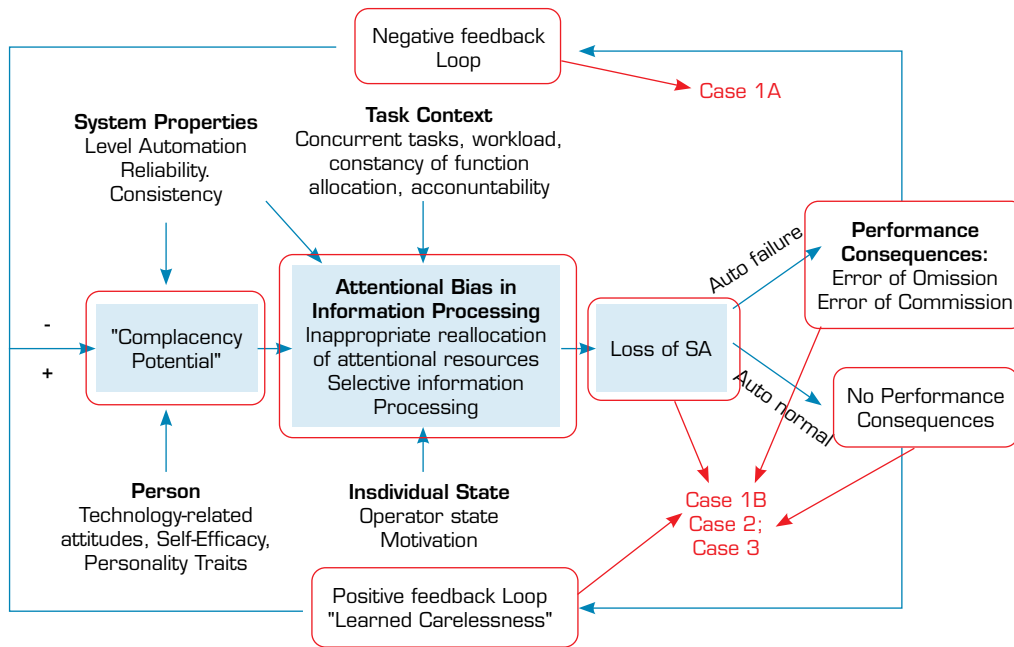 Negative feedback
Loop
Case 1A
System Properties
Level Automation
Reliability.
Consistency
Task Context
Concurrent tasks, workload,
constancy of function
allocation, acconuntability
Performance
Consequences:
Error of Omission
Error of Commission
Auto failure
Attentional Bias in
Information Processing
Inappropriate reallocation
of attentional resources
Selective information
Processing
-
+
"Complacency
Potential"
Loss of SA
Auto normal
No Performance
Consequences
Person
Technology-related
attitudes, Self-Efficacy,
Personality Traits
Insdividual State
Operator state
Motivation
Case 1B
Case 2;
Case 3
Positive feedback Loop
"Learned Carelessness"